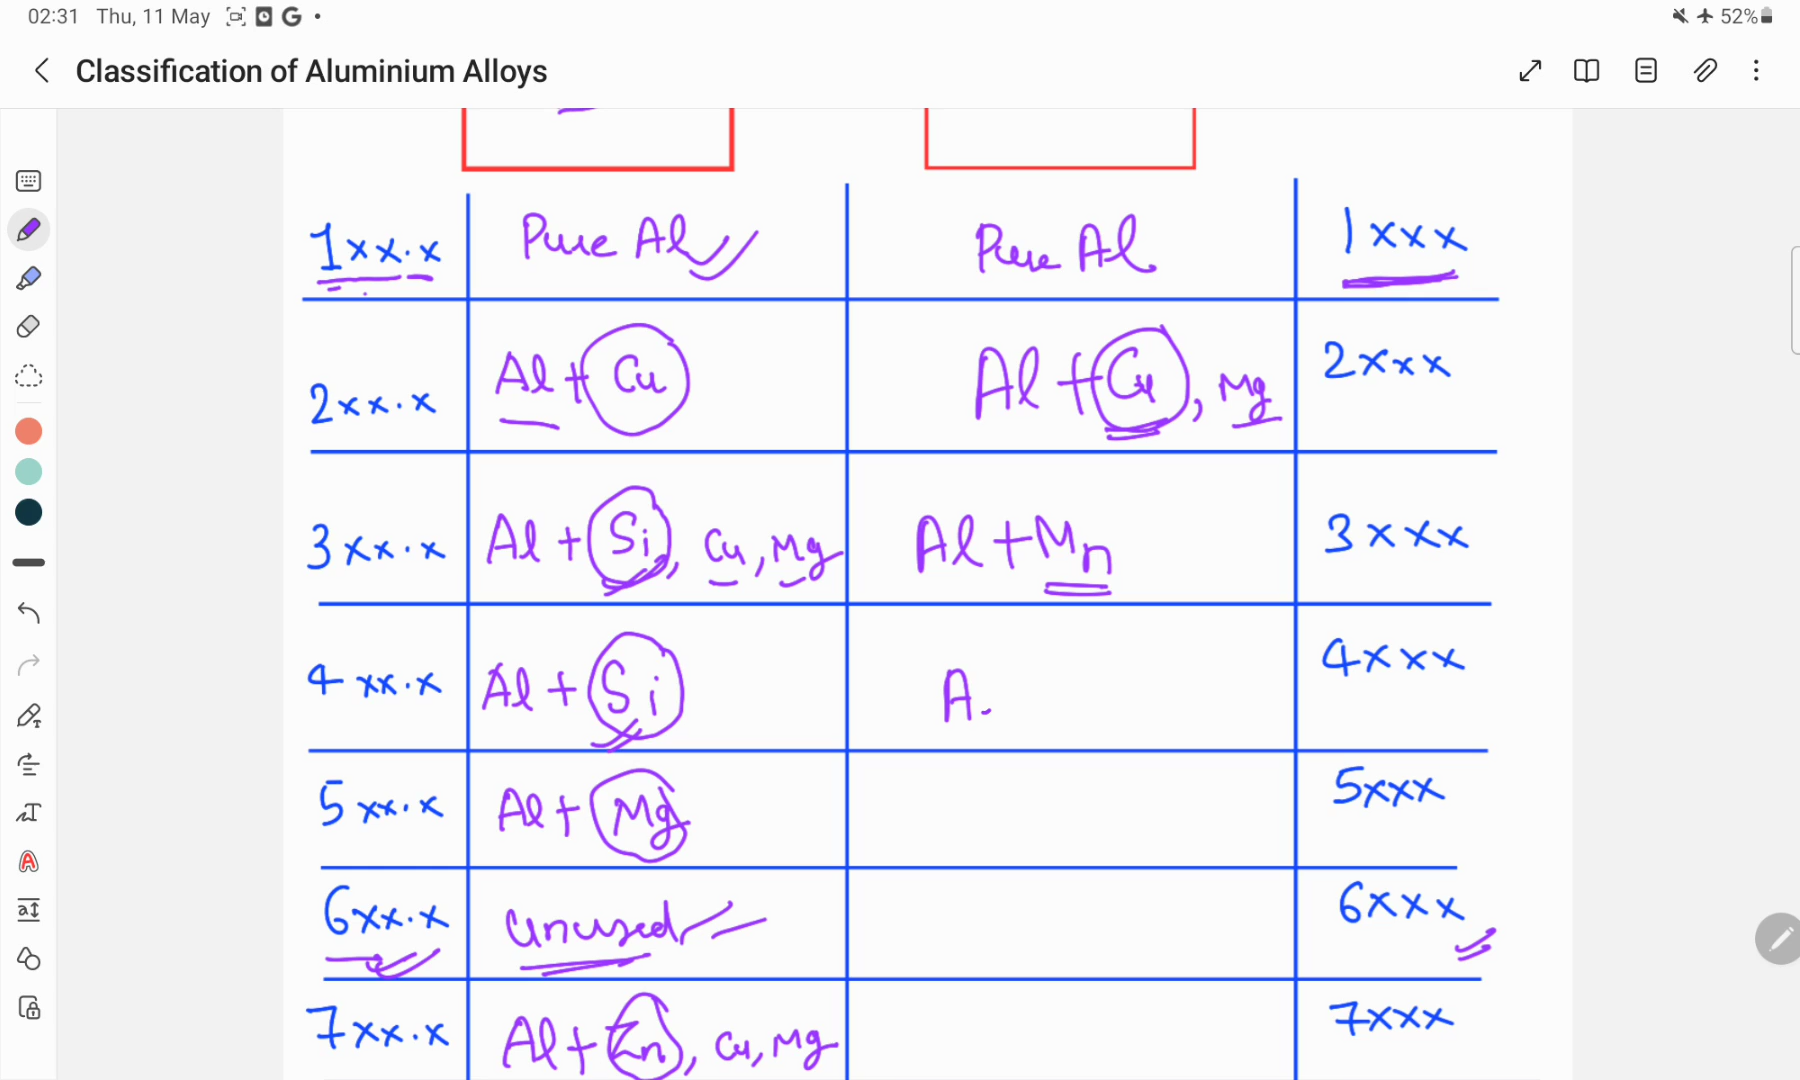 02:31 Thu, 11 May G • 52%
Classification of Aluminium Alloys
1xx.x Pure Al Pure Al 1xxx
2xx.x Al + Cu Al + Cu, Mg 2xxx
3xx.x Al + Si, Cu, Mg Al + Mn 3xxx
4xx.x Al + Si A. 4xxx
5xx.x Al + Mg 5xxx
6xx.x Unused 6xxx
7xx.x Al + Zn, Cu, Mg 7xxx